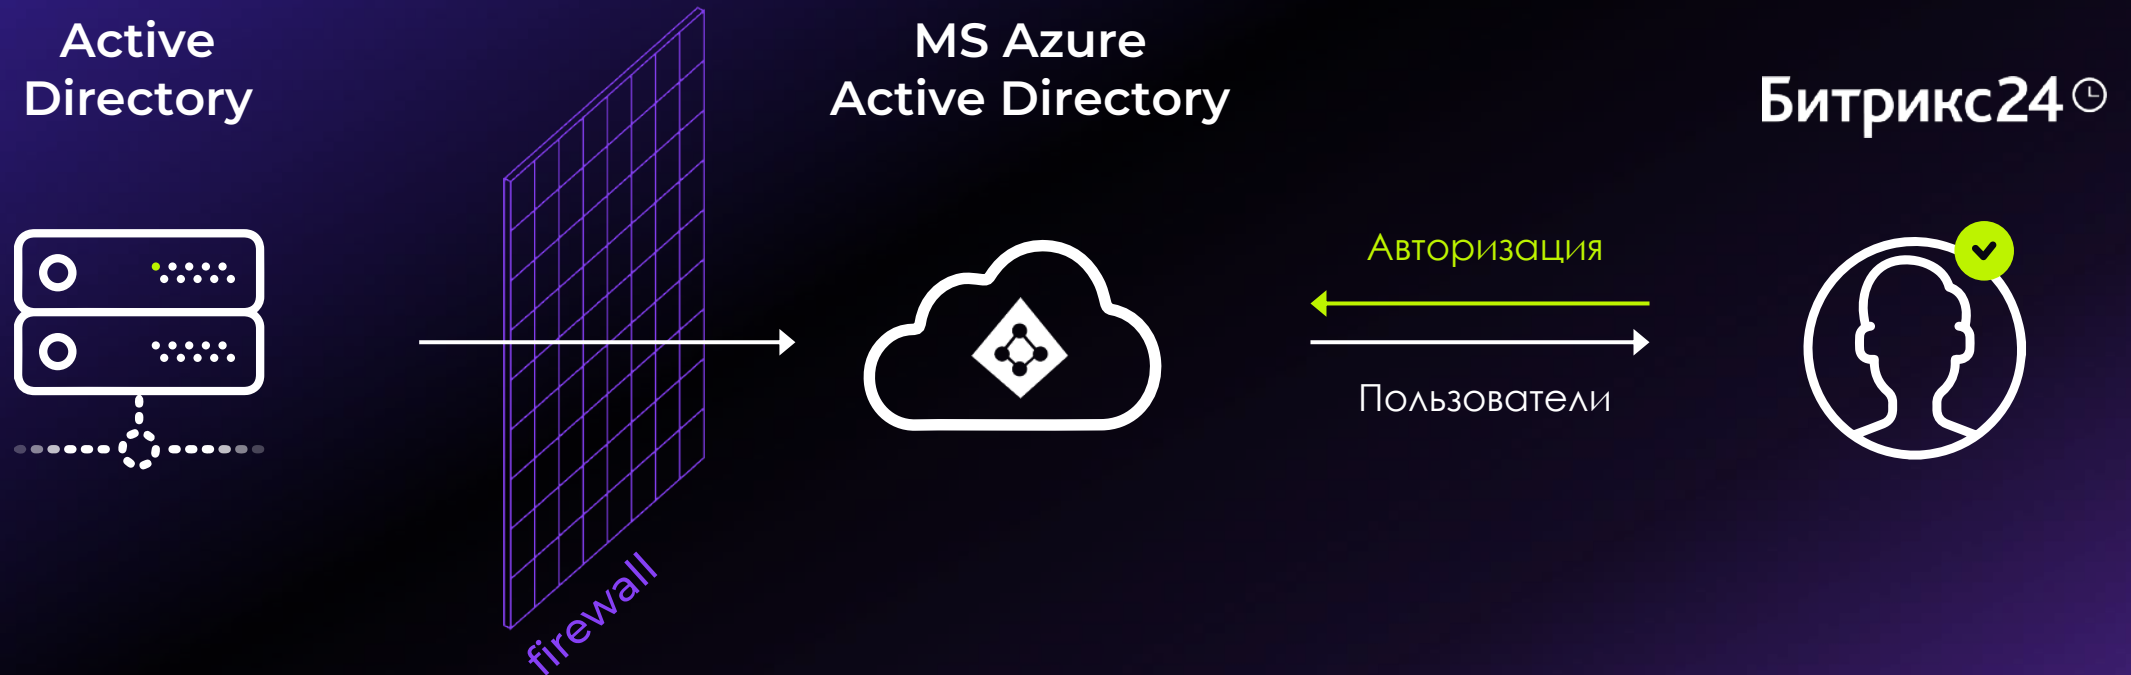 Active
Directory
MS Azure
Active Directory
Битрикс24
Авторизация
Пользователи
firewall